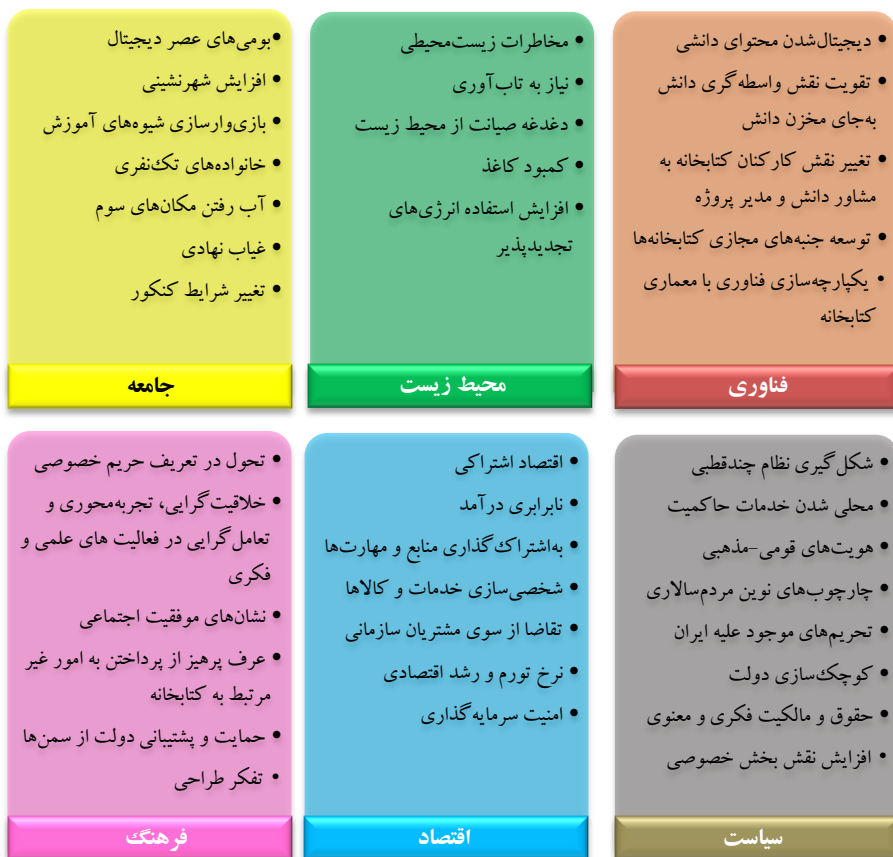 • دیجیتال‌شدن محتوای دانشی
• تقویت نقش واسطه‌گری دانش
به‌جای مخزن دانش
• تغییر نقش کارکنان کتابخانه به
مشاور دانش و مدیر پروژه
• توسعه جنبه‌های مجازی کتابخانه‌ها
• یکپارچه‌سازی فناوری با معماری
کتابخانه
فناوری
• مخاطرات زیست‌محیطی
• نیاز به تاب‌آوری
• دغدغه صیانت از محیط زیست
• کمبود کاغذ
• افزایش استفاده انرژی‌های
تجدیدپذیر
محیط زیست
• بومی‌های عصر دیجیتال
• افزایش شهرنشینی
• بازی‌وارسازی شیوه‌های آموزش
• خانواده‌های تک‌نفری
• آب رفتن مکان‌های سوم
• غیاب نهادی
• تغییر شرایط کنکور
جامعه
• شکل‌گیری نظام چندقطبی
• محلی شدن خدمات حاکمیت
• هویت‌های قومی-مذهبی
• چارچوب‌های نوین مردم‌سالاری
• تحریم‌های موجود علیه ایران
• کوچک‌سازی دولت
• حقوق و مالکیت فکری و معنوی
• افزایش نقش بخش خصوصی
سیاست
• اقتصاد اشتراکی
• نابرابری درآمد
• به‌اشتراک‌گذاری منابع و مهارت‌ها
• شخصی‌سازی خدمات و کالاها
• تقاضا از سوی مشتریان سازمانی
• نرخ تورم و رشد اقتصادی
• امنیت سرمایه‌گذاری
اقتصاد
• تحول در تعریف حریم خصوصی
• خلاقیت‌گرایی، تجربه‌محوری و
تعامل‌گرایی در فعالیت های علمی و
فکری
• نشان‌های موفقیت اجتماعی
• عرف پرهیز از پرداختن به امور غیر
مرتبط به کتابخانه
• حمایت و پشتیبانی دولت از سمن‌ها
• تفکر طراحی
فرهنگ